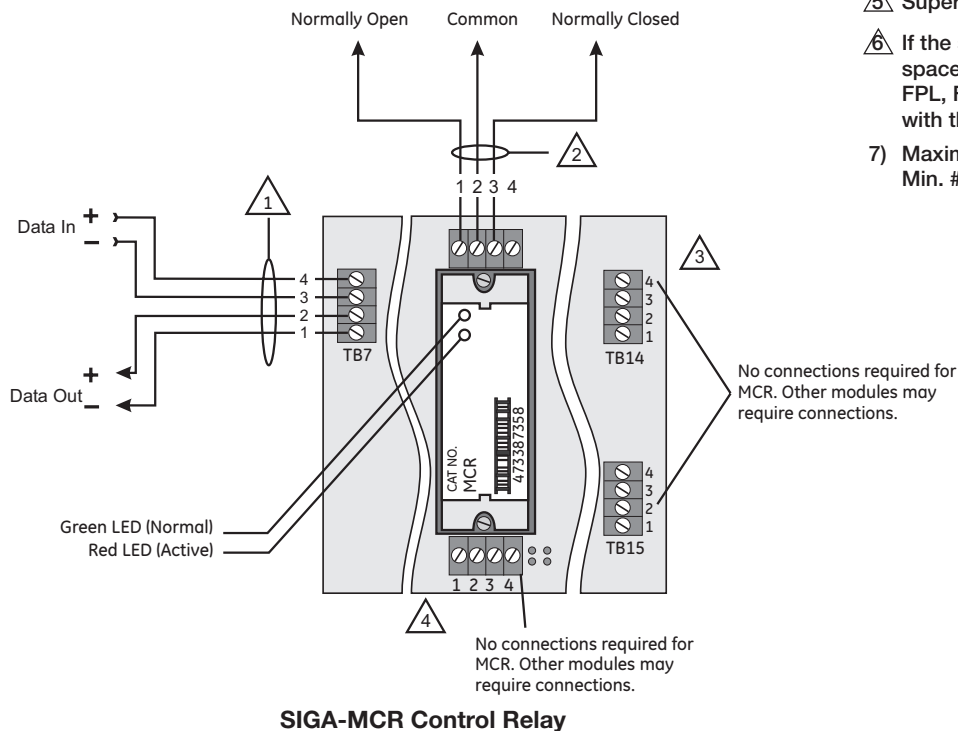 Normally Open Common Normally Closed
5 Super
6 If the
space
FPL, F
with th
7) Maxin
Min. #
2
1 2 3 4
1
Data In + −
4
3
2
1
TB7
Data Out + −
3
4
3
2
1
TB14
No connections required for
MCR. Other modules may
require connections.
CAT NO.
MCR
473387358
4
3
2
1
TB15
Green LED (Normal)
Red LED (Active)
1 2 3 4
4
No connections required for
MCR. Other modules may
require connections.
SIGA-MCR Control Relay